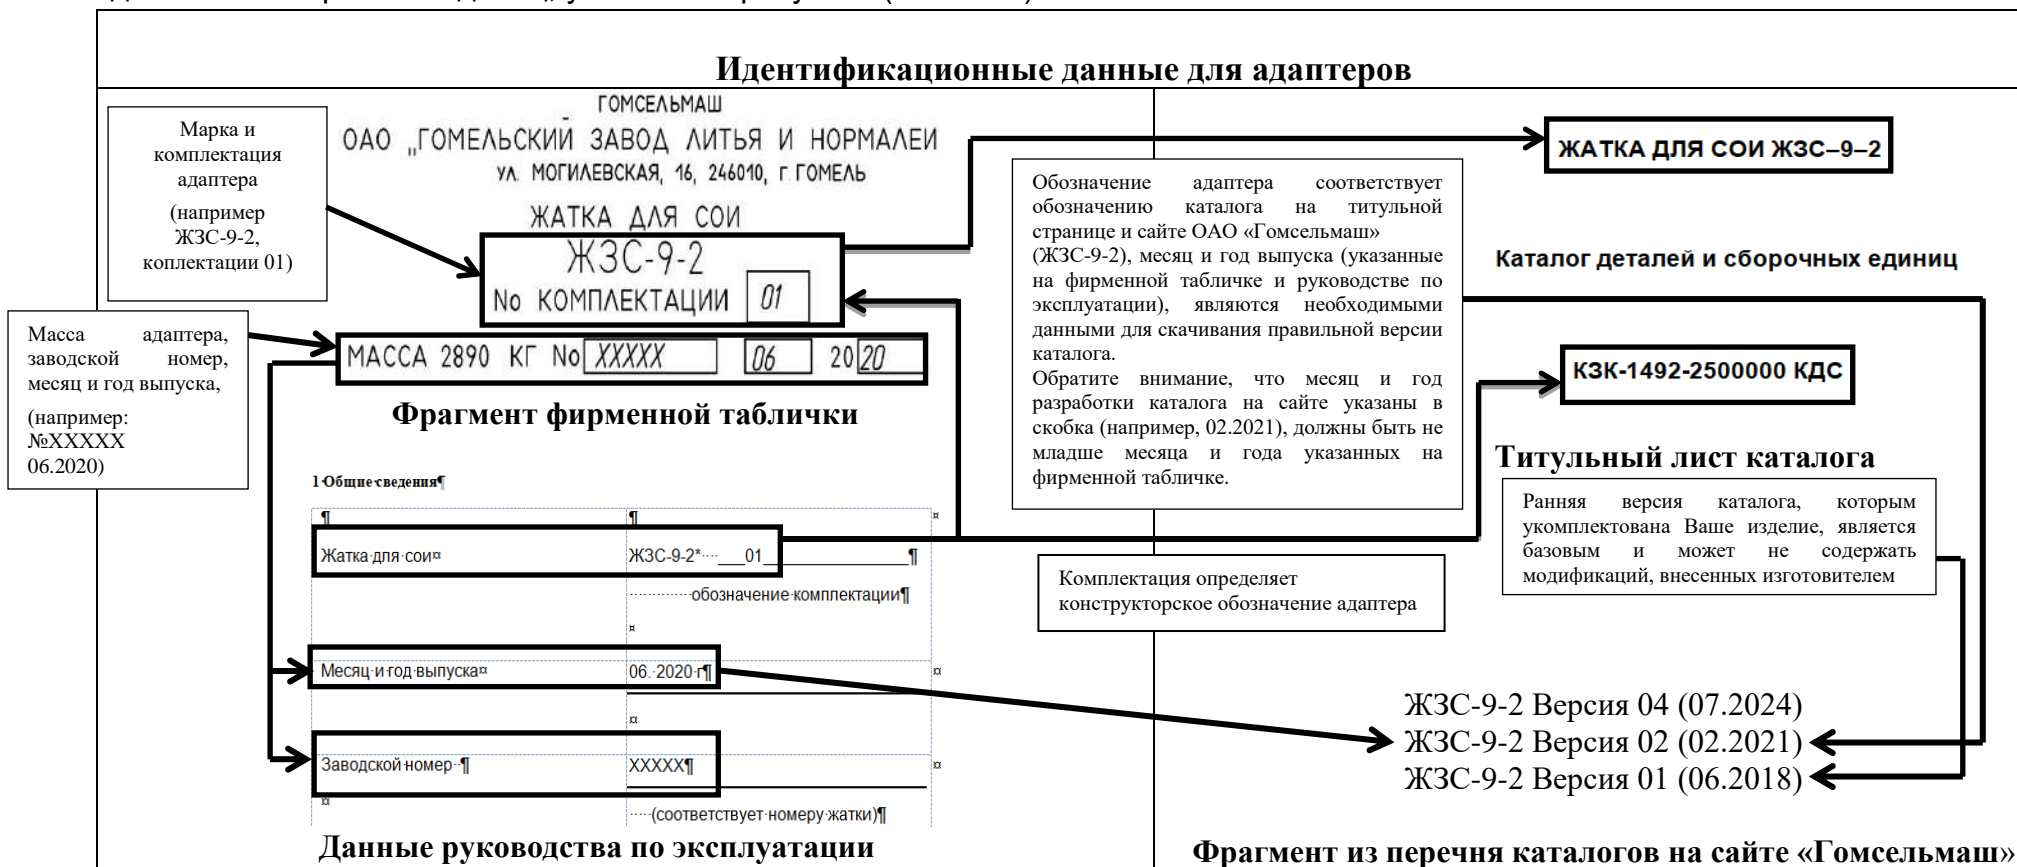 Идентификационные данные для адаптеров
Марка и
комплектация
адаптера
(например
ЖЗС-9-2,
коплектации 01)
Масса адаптера,
заводской номер,
месяц и год выпуска,
(например:
№XXXXX
06.2020)
ГОМСЕЛЬМАШ
ОАО „ГОМЕЛЬСКИЙ ЗАВОД ЛИТЬЯ И НОРМАЛЕЙ
УЛ. МОГИЛЕВСКАЯ, 16, 246010, Г. ГОМЕЛЬ
ЖАТКА ДЛЯ СОИ
ЖЗС-9-2
No КОМПЛЕКТАЦИИ 01
МАССА 2890 КГ No XXXXX 06 20 20
Фрагмент фирменной таблички
1·Общие·сведения¶
¶ ¶ ¤
Жатка·для·сои¤ ЖЗС-9-2*····___01________________¶
··············обозначение·комплектации¶
¤
Месяц·и·год·выпуска¤ 06.·2020·г¶ ¤
¤
Заводской·номер··¶ XXXXX¶ ¤
¤
····(соответствует·номеру·жатки)¶
Данные руководства по эксплуатации
Обозначение адаптера соответствует
обозначению каталога на титульной
странице и сайте ОАО «Гомсельмаш»
(ЖЗС-9-2), месяц и год выпуска (указанные
на фирменной табличке и руководстве по
эксплуатации), являются необходимыми
данными для скачивания правильной версии
каталога.
Обратите внимание, что месяц и год
разработки каталога на сайте указаны в
скобка (например, 02.2021), должны быть не
младше месяца и года указанных на
фирменной табличке.
Комплектация определяет
конструкторское обозначение адаптера
ЖАТКА ДЛЯ СОИ ЖЗС–9–2
Каталог деталей и сборочных единиц
КЗК-1492-2500000 КДС
Титульный лист каталога
Ранняя версия каталога, которым
укомплектована Ваше изделие, является
базовым и может не содержать
модификаций, внесенных изготовителем
ЖЗС-9-2 Версия 04 (07.2024)
ЖЗС-9-2 Версия 02 (02.2021)
ЖЗС-9-2 Версия 01 (06.2018)
Фрагмент из перечня каталогов на сайте «Гомсельмаш»